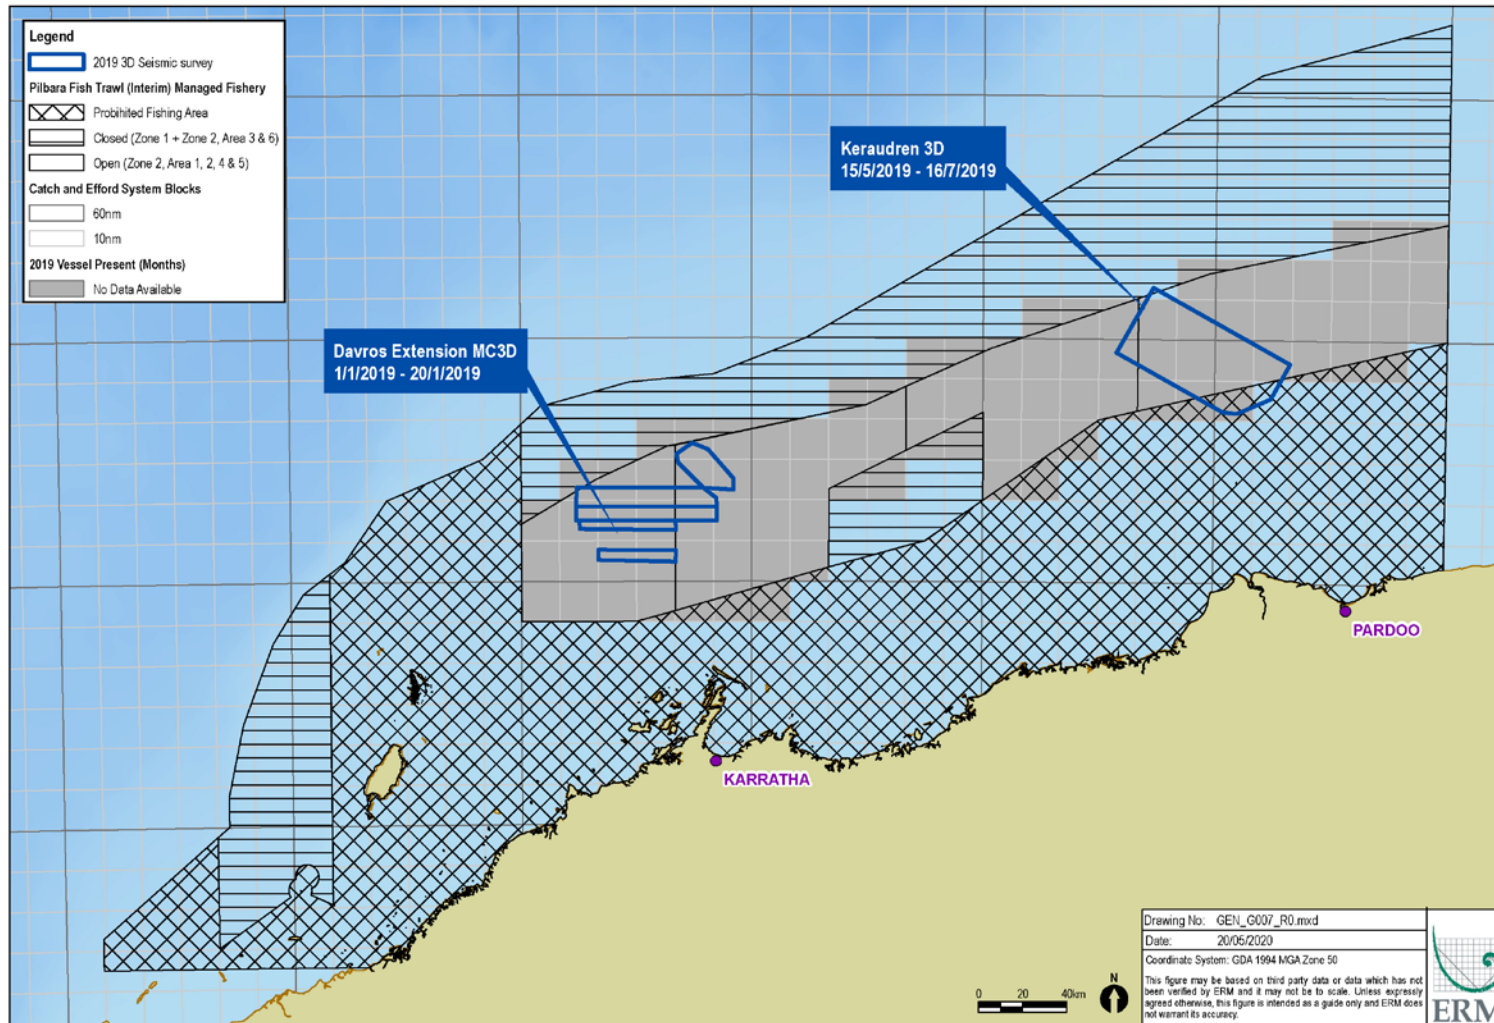 Legend
2019 3D Seismic survey
Pilbara Fish Trawl (Interim) Managed Fishery
Probihited Fishing Area
Closed (Zone 1 + Zone 2, Area 3 & 6)
Open (Zone 2, Area 1, 2, 4 & 5)
Catch and Efford System Blocks
60nm
10nm
2019 Vessel Present (Months)
No Data Available
Keraudren 3D
15/5/2019 - 16/7/2019
Davros Extension MC3D
1/1/2019 - 20/1/2019
PARDOO
KARRATHA
0 20 40km
N
Drawing No: GEN_G007_R0.mxd
Date: 20/05/2020
Coordinate System: GDA 1994 MGA Zone 50
This figure may be based on third party data or data which has not
been verified by ERM and it may not be to scale. Unless expressly
agreed otherwise, this figure is intended as a guide only and ERM does
not warrant its accuracy.
ERM